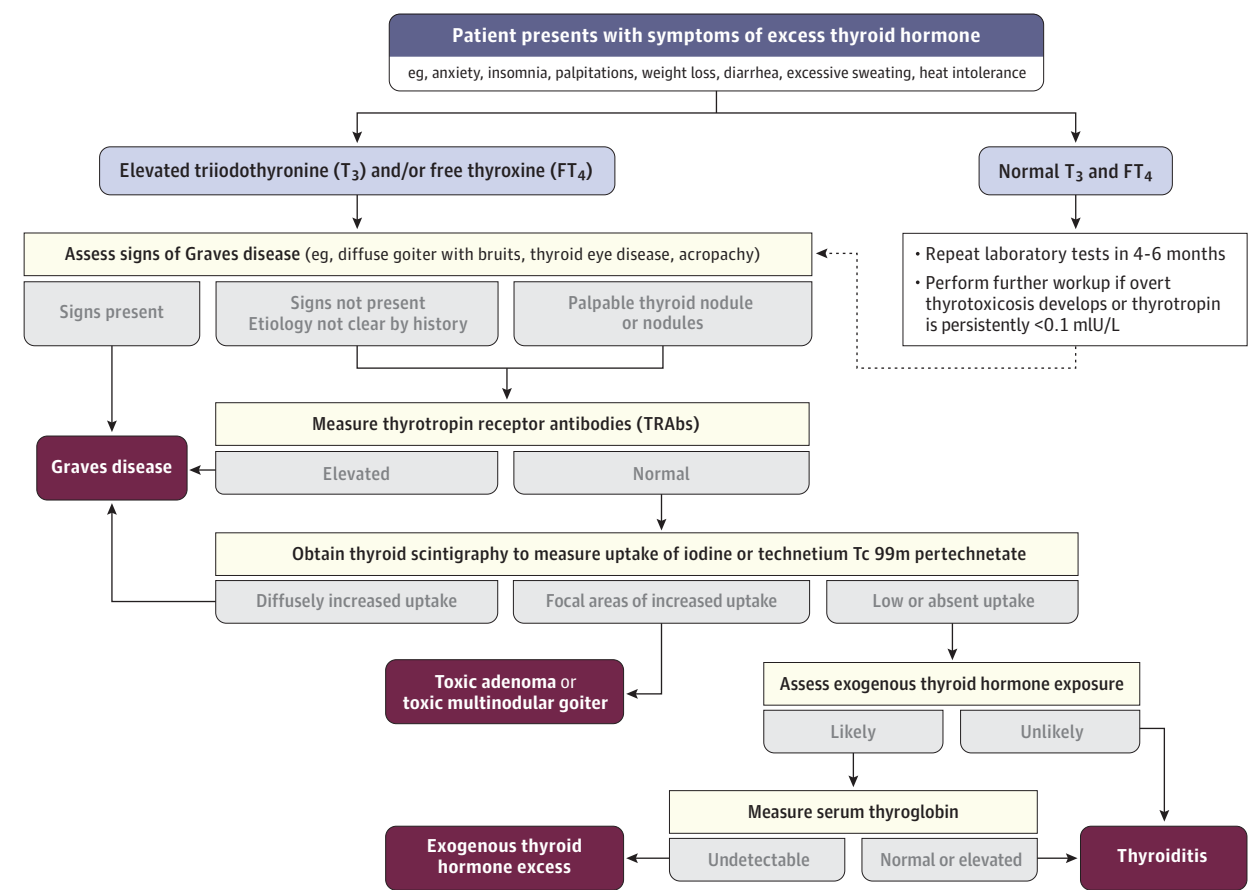 Patient presents with symptoms of excess thyroid hormone
eg, anxiety, insomnia, palpitations, weight loss, diarrhea, excessive sweating, heat intolerance
Elevated triiodothyronine (T3) and/or free thyroxine (FT4)
Normal T3 and FT4
Assess signs of Graves disease (eg, diffuse goiter with bruits, thyroid eye disease, acropachy)
Signs present
Signs not present
Etiology not clear by history
Palpable thyroid nodule
or nodules
• Repeat laboratory tests in 4-6 months
• Perform further workup if overt
thyrotoxicosis develops or thyrotropin
is persistently <0.1 mlU/L
Measure thyrotropin receptor antibodies (TRAbs)
Graves disease
Elevated
Normal
Obtain thyroid scintigraphy to measure uptake of iodine or technetium Tc 99m pertechnetate
Diffusely increased uptake
Focal areas of increased uptake
Low or absent uptake
Toxic adenoma or
toxic multinodular goiter
Assess exogenous thyroid hormone exposure
Likely
Unlikely
Measure serum thyroglobin
Exogenous thyroid
hormone excess
Undetectable
Normal or elevated
Thyroiditis